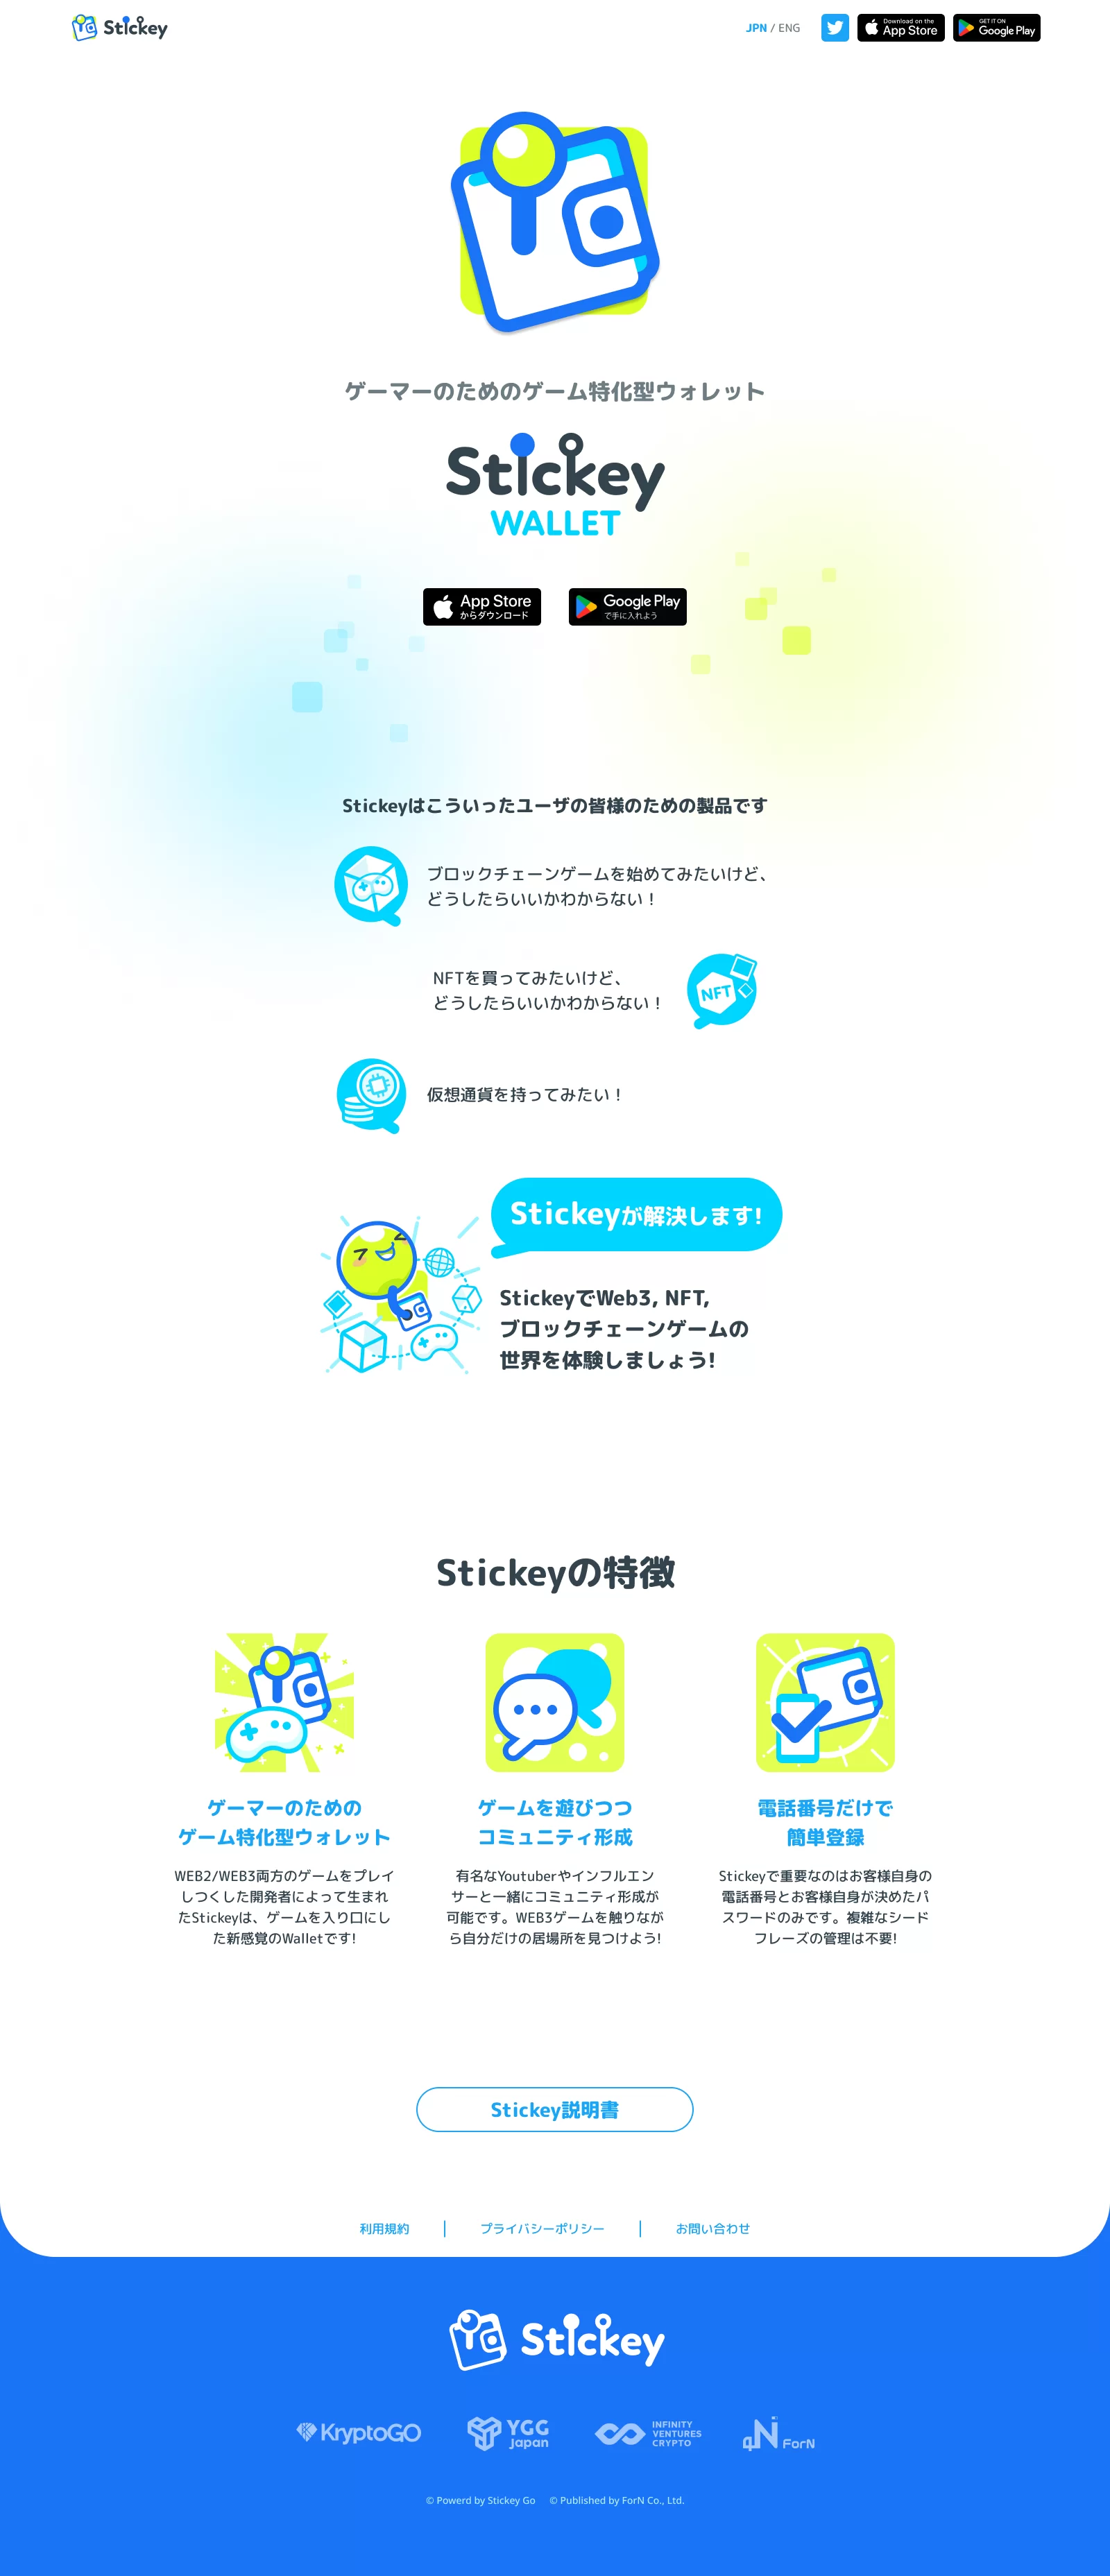 Stickey
JPN / ENG
Download on the
App Store
GET IT ON
Google Play
ゲーマーのためのゲーム特化型ウォレット
Stickey
WALLET
App Store
からダウンロード
Google Play
で手に入れよう
Stickeyはこういったユーザの皆様のための製品です
ブロックチェーンゲームを始めてみたいけど、
どうしたらいいかわからない！
NFTを買ってみたいけど、
どうしたらいいかわからない！
NFT
仮想通貨を持ってみたい！
Stickeyが解決します!
StickeyでWeb3, NFT,
ブロックチェーンゲームの
世界を体験しましょう!
Stickeyの特徴
ゲーマーのための
ゲーム特化型ウォレット
WEB2/WEB3両方のゲームをプレイ
しつくした開発者によって生まれ
たStickeyは、ゲームを入り口にし
た新感覚のWalletです!
ゲームを遊びつつ
コミュニティ形成
有名なYoutuberやインフルエン
サーと一緒にコミュニティ形成が
可能です。WEB3ゲームを触りなが
ら自分だけの居場所を見つけよう!
電話番号だけで
簡単登録
Stickeyで重要なのはお客様自身の
電話番号とお客様自身が決めたパ
スワードのみです。複雑なシード
フレーズの管理は不要!
Stickey説明書
利用規約
プライバシーポリシー
お問い合わせ
Stickey
KryptoGO
YGG
Japan
INFINITY
VENTURES
CRYPTO
ForN
© Powerd by Stickey Go
© Published by ForN Co., Ltd.